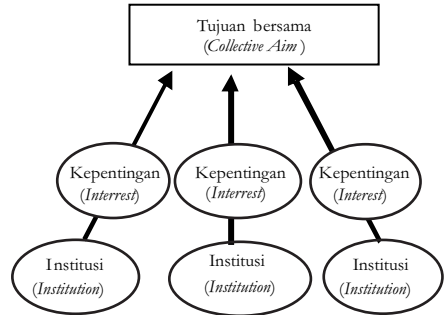 Tujuan bersama
(Collective Aim )
Kepentingan
(Interrest)
Kepentingan
(Interrest)
Kepentingan
(Interest)
Institusi
(Institution)
Institusi
(Institution)
Institusi
(Institution)